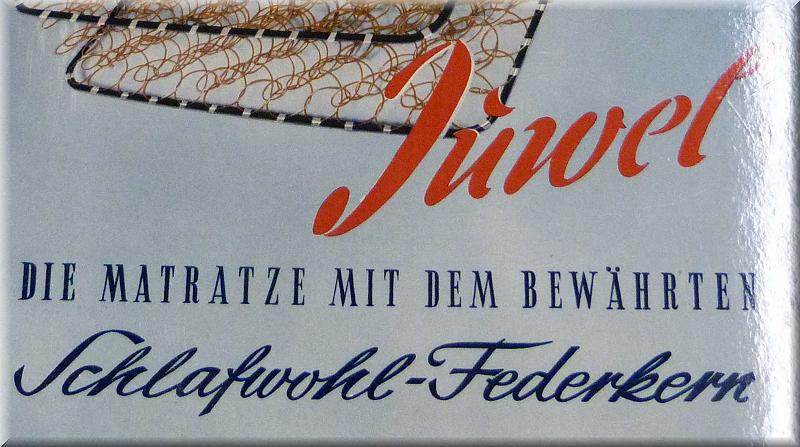 Juwel
DIE MATRATZE MIT DEM BEWÄHRTEN
Schlafwohl-Federkern